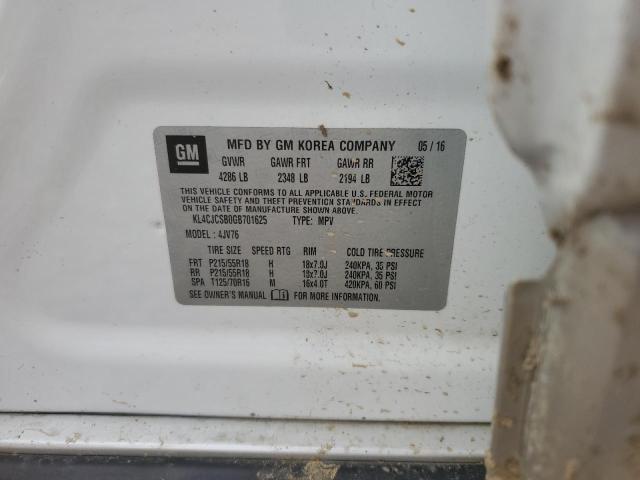 GM
MFD BY GM KOREA COMPANY 05 / 16
GVWR GAWR FRT GAWR RR
4286 LB 2348 LB 2194 LB
THIS VEHICLE CONFORMS TO ALL APPLICABLE U.S. FEDERAL MOTOR
VEHICLE SAFETY AND THEFT PREVENTION STANDARDS IN EFFECT ON
THE DATE OF MANUFACTURE SHOWN ABOVE.
KL4CJCSB0GB701625 TYPE: MPV
MODEL: 4JV76
TIRE SIZE SPEED RTG RIM COLD TIRE PRESSURE
FRT P215/55R18 H 18x7.0J 240KPA, 35 PSI
RR P215/55R18 H 18x7.0J 240KPA, 35 PSI
SPA T125/70R16 M 16x4.0T 420KPA, 60 PSI
SEE OWNER'S MANUAL FOR MORE INFORMATION.